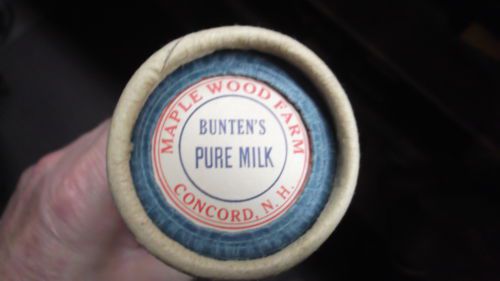 MAPLE WOOD FARM
BUNTEN'S
PURE MILK
CONCORD, N. H.